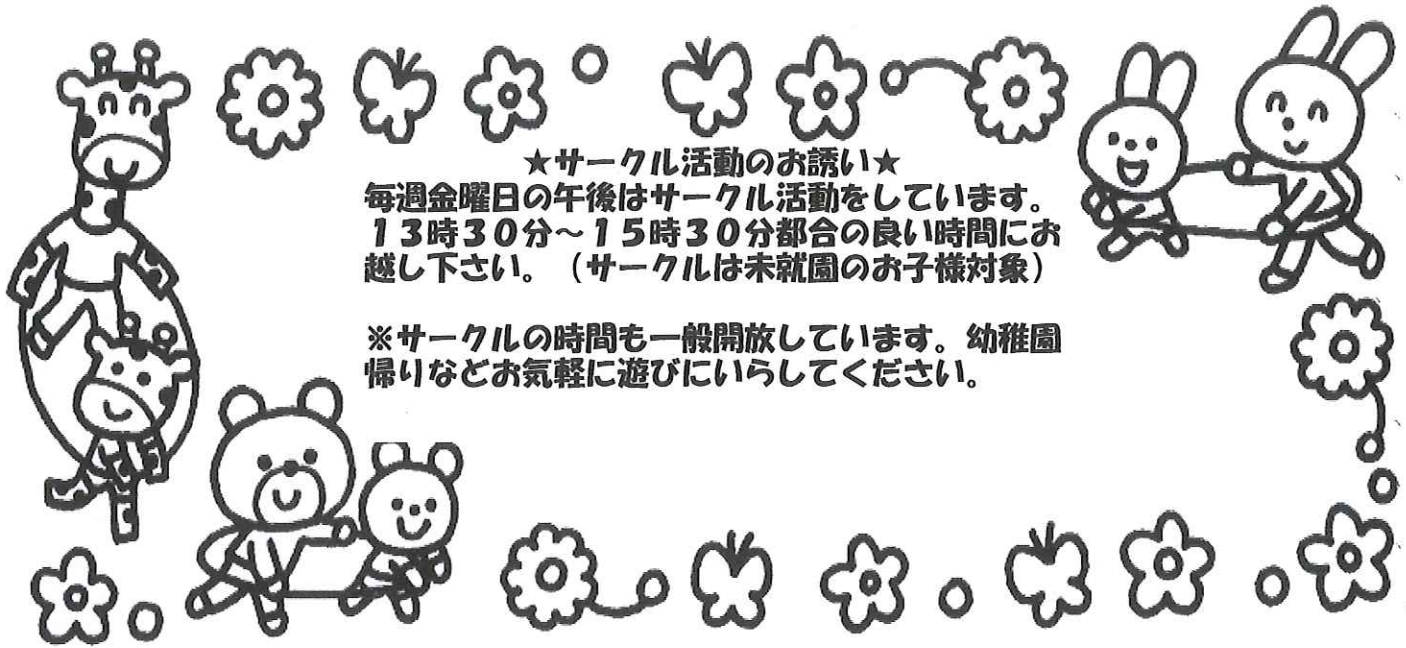 ★サークル活動のお誘い★
毎週金曜日の午後はサークル活動をしています。
１３時３０分～１５時３０分都合の良い時間にお
越し下さい。（サークルは未就園のお子様対象）
※サークルの時間も一般開放しています。幼稚園
帰りなどお気軽に遊びにいらしてください。